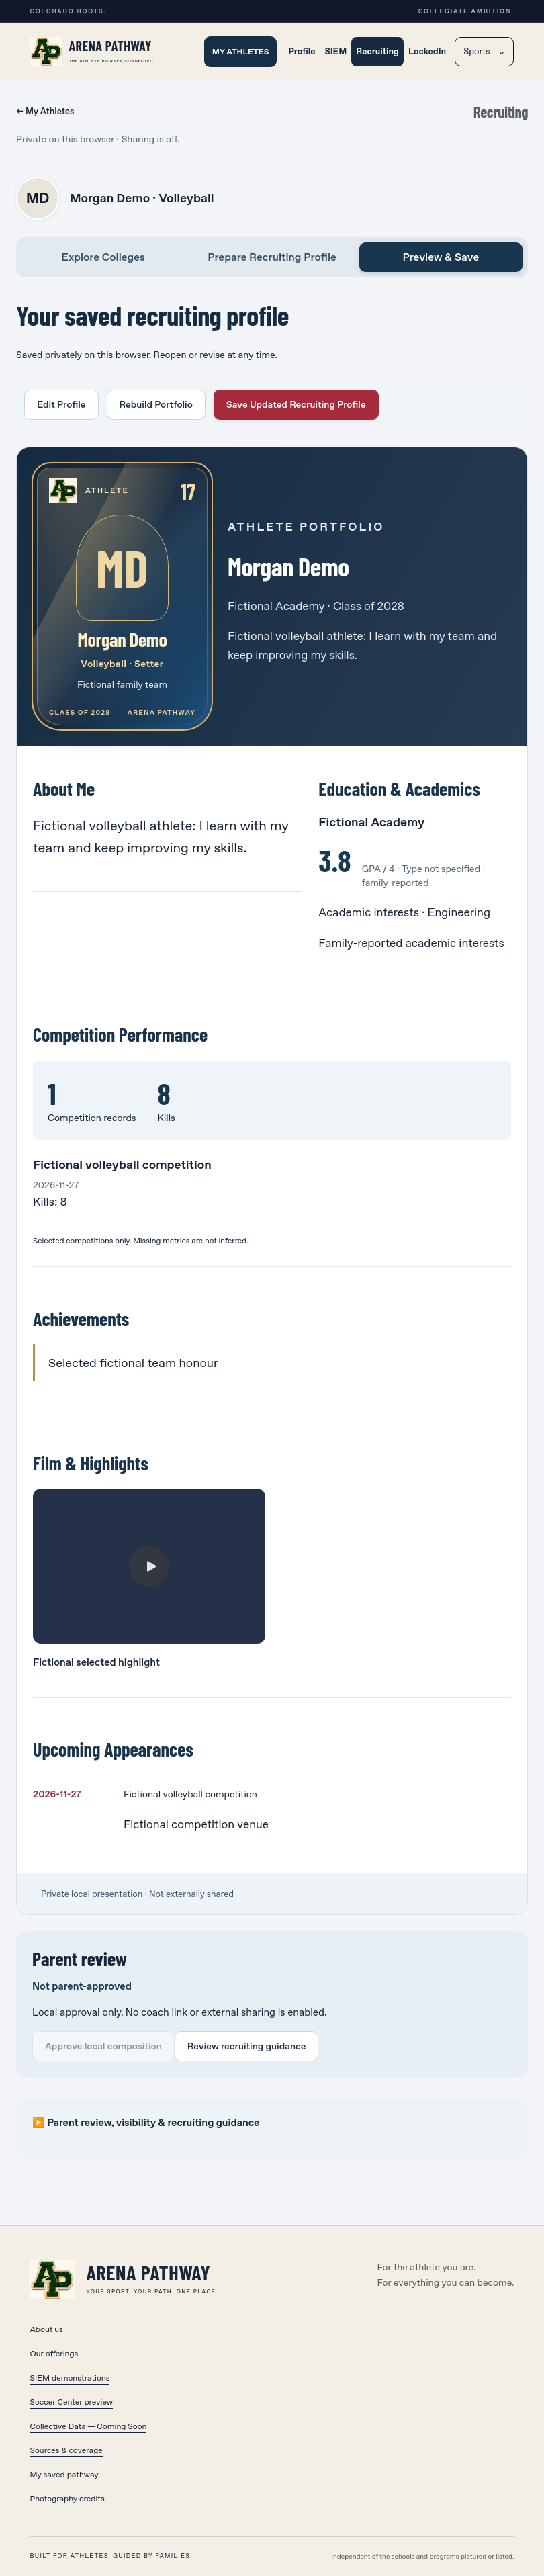 COLORADO ROOTS.
COLLEGIATE AMBITION.
AP ARENA PATHWAY
THE ATHLETE JOURNEY, CONNECTED.
MY ATHLETES
Profile
SIEM
Recruiting
LockedIn
Sports
← My Athletes
Recruiting
Private on this browser · Sharing is off.
MD
Morgan Demo · Volleyball
Explore Colleges
Prepare Recruiting Profile
Preview & Save
Your saved recruiting profile
Saved privately on this browser. Reopen or revise at any time.
Edit Profile
Rebuild Portfolio
Save Updated Recruiting Profile
AP ATHLETE
17
MD
Morgan Demo
Volleyball · Setter
Fictional family team
CLASS OF 2028
ARENA PATHWAY
ATHLETE PORTFOLIO
Morgan Demo
Fictional Academy · Class of 2028
Fictional volleyball athlete: I learn with my team and
keep improving my skills.
About Me
Fictional volleyball athlete: I learn with my
team and keep improving my skills.
Education & Academics
Fictional Academy
3.8
GPA / 4 · Type not specified ·
family-reported
Academic interests · Engineering
Family-reported academic interests
Competition Performance
1
Competition records
8
Kills
Fictional volleyball competition
2026-11-27
Kills: 8
Selected competitions only. Missing metrics are not inferred.
Achievements
Selected fictional team honour
Film & Highlights
Fictional selected highlight
Upcoming Appearances
2026-11-27
Fictional volleyball competition
Fictional competition venue
Private local presentation · Not externally shared
Parent review
Not parent-approved
Local approval only. No coach link or external sharing is enabled.
Approve local composition
Review recruiting guidance
Parent review, visibility & recruiting guidance
AP ARENA PATHWAY
YOUR SPORT. YOUR PATH. ONE PLACE.
For the athlete you are.
For everything you can become.
About us
Our offerings
SIEM demonstrations
Soccer Center preview
Collective Data — Coming Soon
Sources & coverage
My saved pathway
Photography credits
BUILT FOR ATHLETES. GUIDED BY FAMILIES.
Independent of the schools and programs pictured or listed.